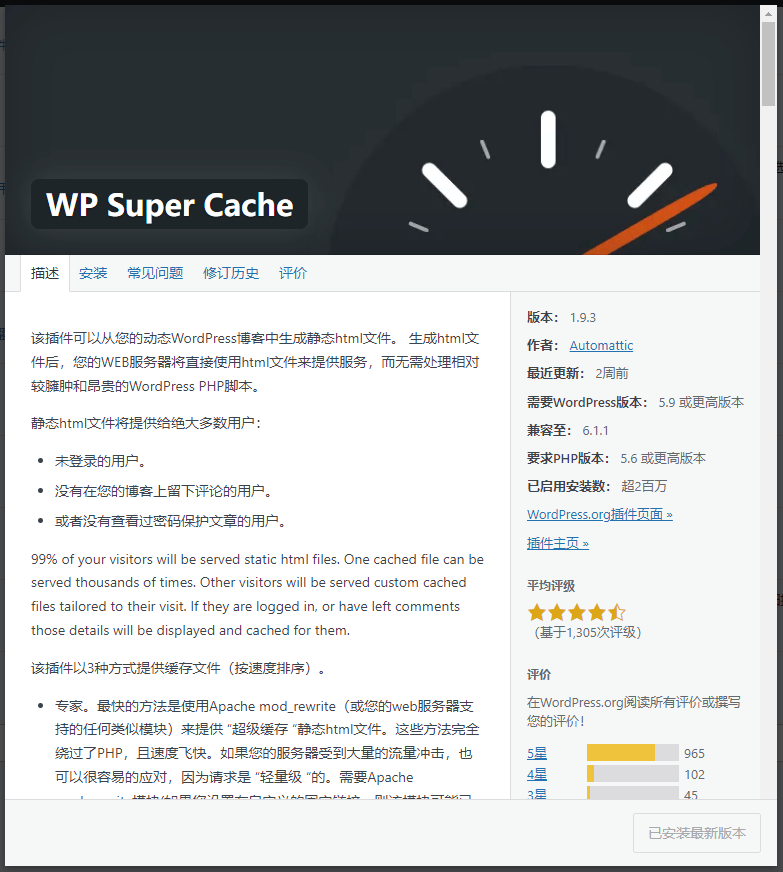 WP Super Cache
描述
安装
常见问题
修订历史
评价
该插件可以从您的动态WordPress博客中生成静态html文件。 生成html文
件后，您的WEB服务器将直接使用html文件来提供服务，而无需处理相对
较臃肿和昂贵的WordPress PHP脚本。
静态html文件将提供给绝大多数用户：
未登录的用户。
没有在您的博客上留下评论的用户。
或者没有查看过密码保护文章的用户。
99% of your visitors will be served static html files. One cached file can be
served thousands of times. Other visitors will be served custom cached
files tailored to their visit. If they are logged in, or have left comments
those details will be displayed and cached for them.
该插件以3种方式提供缓存文件（按速度排序）。
专家。最快的方法是使用Apache mod_rewrite（或您的web服务器支
持的任何类似模块）来提供 “超级缓存 ”静态html文件。这些方法完全
绕过了PHP，且速度飞快。如果您的服务器受到大量的流量冲击，也
可以很容易的应对，因为请求是 “轻量级 ”的。需要Apache
版本： 1.9.3
作者： Automattic
最近更新： 2周前
需要WordPress版本： 5.9 或更高版本
兼容至： 6.1.1
要求PHP版本： 5.6 或更高版本
已启用安装数： 超2百万
WordPress.org插件页面 »
插件主页 »
平均评级
（基于1,305次评级）
评价
在WordPress.org阅读所有评价或撰写
您的评价！
5星 965
4星 102
3星 45
已安装最新版本